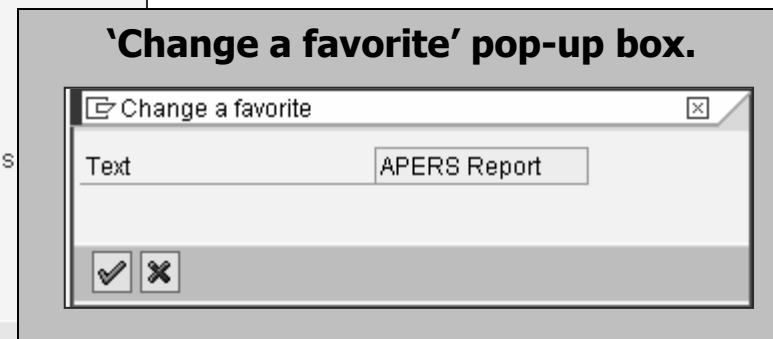 ‘Change a favorite’ pop-up box.
Change a favorite
s
Text APERS Report